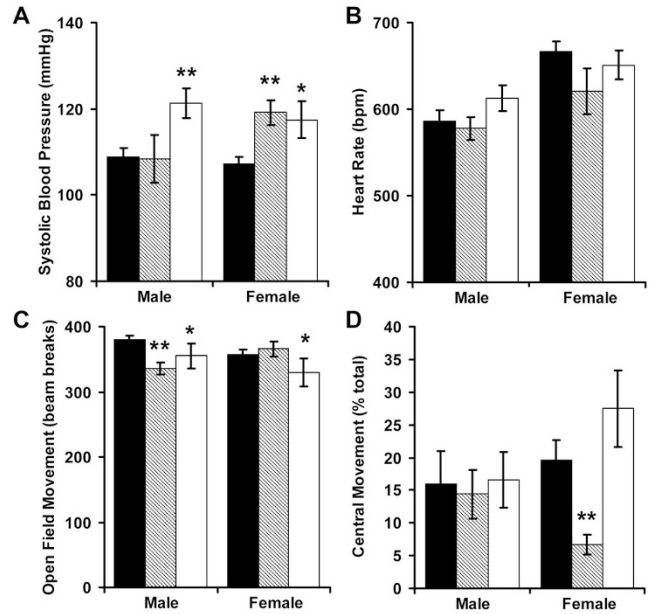 A
Systolic Blood Pressure (mmHg)
140
120
100
80
**
**
*
Male
Female
B
Heart Rate (bpm)
700
600
500
400
Male
Female
C
Open Field Movement (beam breaks)
400
300
200
100
0
**
*
*
Male
Female
D
Central Movement (% total)
40
35
30
25
20
15
10
5
0
**
Male
Female